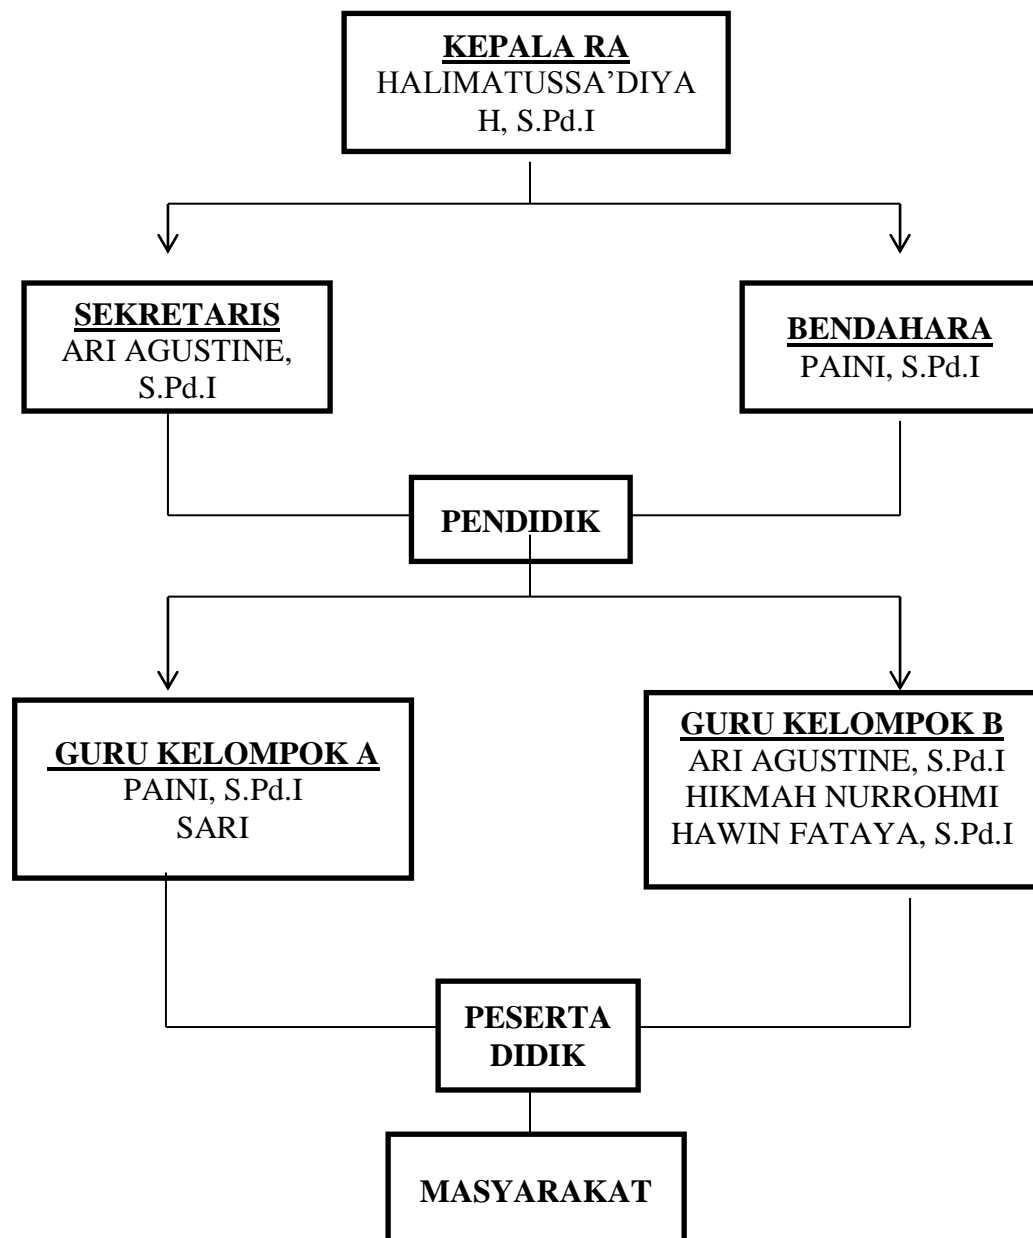 KEPALA RA
HALIMATUSSA’DIYA
H, S.Pd.I
SEKRETARIS
ARI AGUSTINE,
S.Pd.I
BENDAHARA
PAINI, S.Pd.I
PENDIDIK
GURU KELOMPOK A
PAINI, S.Pd.I
SARI
GURU KELOMPOK B
ARI AGUSTINE, S.Pd.I
HIKMAH NURROHMI
HAWIN FATAYA, S.Pd.I
PESERTA
DIDIK
MASYARAKAT